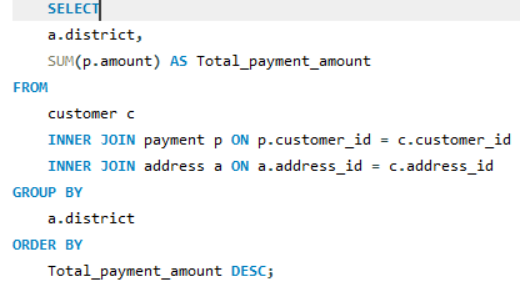 SELECT
a.district,
SUM(p.amount) AS Total_payment_amount
FROM
customer c
INNER JOIN payment p ON p.customer_id = c.customer_id
INNER JOIN address a ON a.address_id = c.address_id
GROUP BY
a.district
ORDER BY
Total_payment_amount DESC;